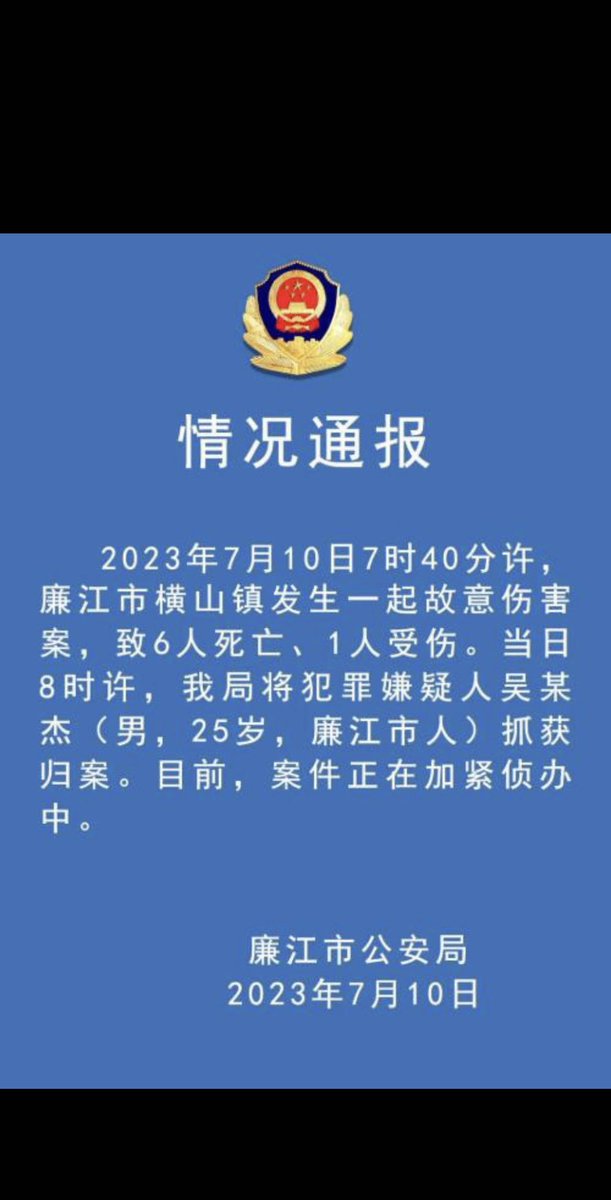 情况通报
2023年7月10日7时40分许，
廉江市横山镇发生一起故意伤害
案，致6人死亡、1人受伤。当日
8时许，我局将犯罪嫌疑人吴某
杰（男，25岁，廉江市人）抓获
归案。目前，案件正在加紧侦办
中。
廉江市公安局
2023年7月10日